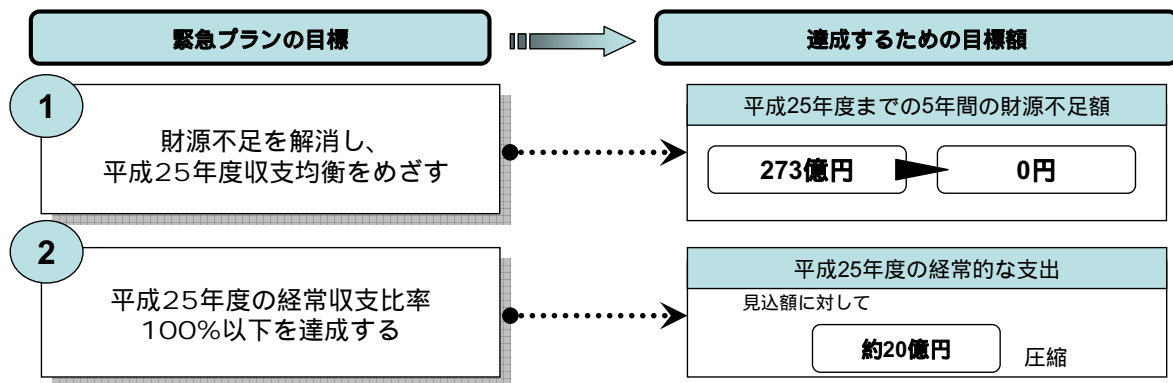 緊急プランの目標
達成するための目標額
1
財源不足を解消し、
平成25年度収支均衡をめざす
平成25年度までの5年間の財源不足額
273億円
0円
2
平成25年度の経常収支比率
100%以下を達成する
平成25年度の経常的な支出
見込額に対して
約20億円
圧縮